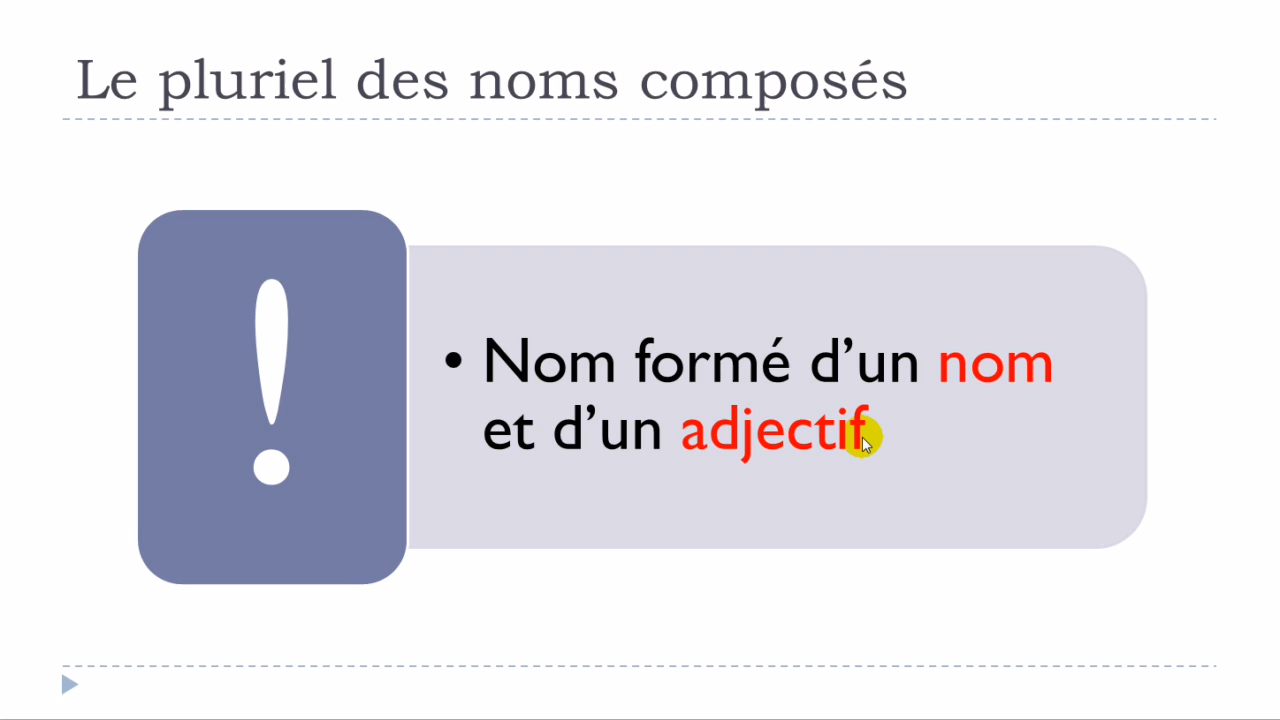 Le pluriel des noms composés
!
• Nom formé d’un nom
et d’un adjectif